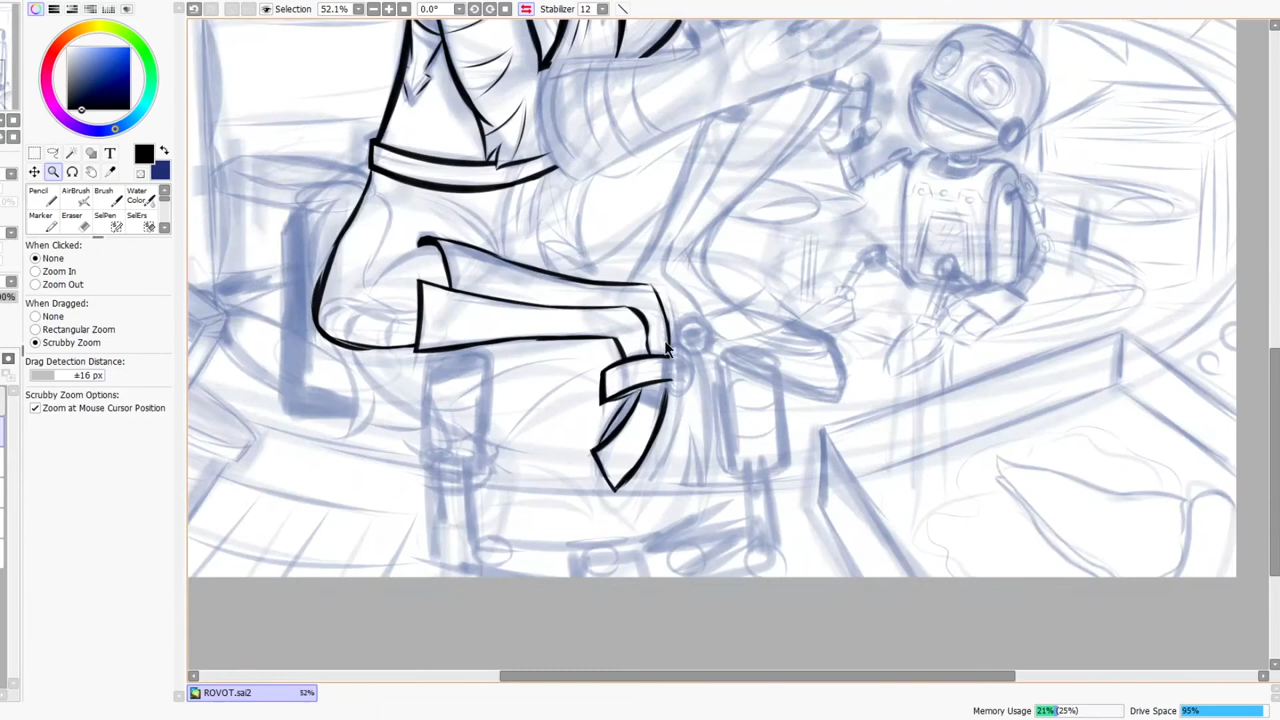 Selection 52.1% 0.0° Stabilizer 12
T
Pencil AirBrush Brush Water Color
Marker Eraser SelPen SelErs
When Clicked:
None
Zoom In
Zoom Out
When Dragged:
None
Rectangular Zoom
Scrubby Zoom
Drag Detection Distance:
±16 px
Scrubby Zoom Options:
Zoom at Mouse Cursor Position
ROVOT.sai2 52%
Memory Usage 21% (25%) Drive Space 95%